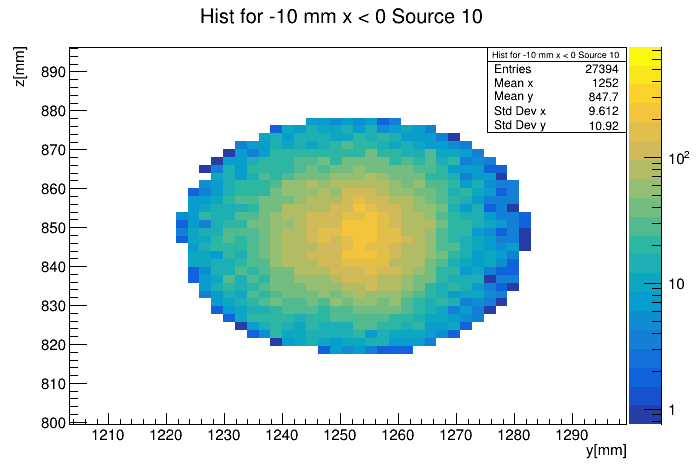 Hist for -10 mm x < 0 Source 10
z[mm]
Hist for -10 mm x < 0 Source 10
Entries 27394
Mean x 1252
Mean y 847.7
Std Dev x 9.612
Std Dev y 10.92
890
880
870
860
850
840
830
820
810
800
1210 1220 1230 1240 1250 1260 1270 1280 1290
y[mm]
10²
10
1